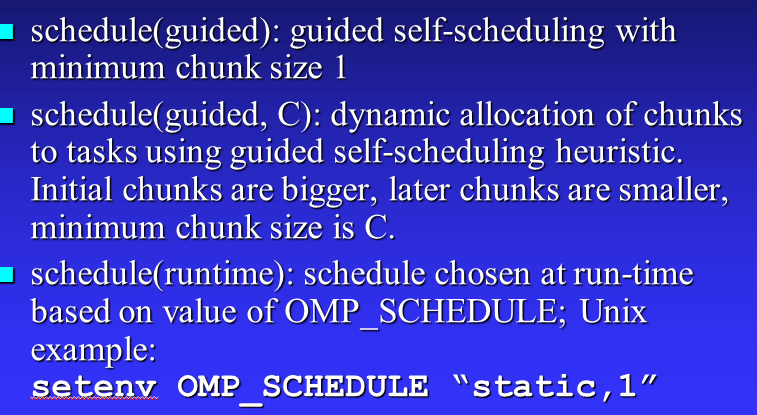 schedule(guided): guided self-scheduling with
minimum chunk size 1
schedule(guided, C): dynamic allocation of chunks
to tasks using guided self-scheduling heuristic.
Initial chunks are bigger, later chunks are smaller,
minimum chunk size is C.
schedule(runtime): schedule chosen at run-time
based on value of OMP_SCHEDULE; Unix
example:
setenv OMP_SCHEDULE “static,1”